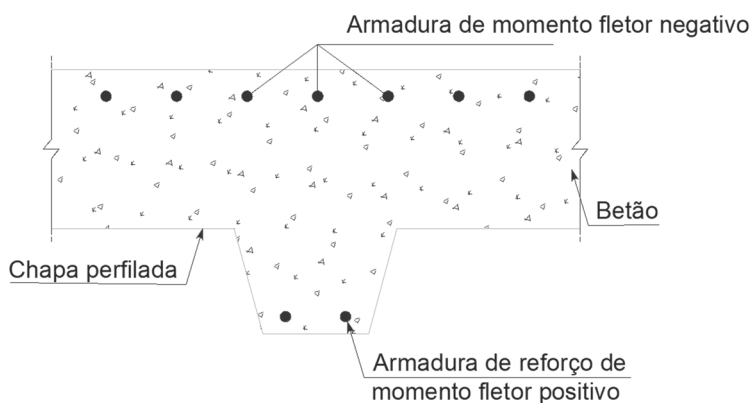 Armadura de momento fletor negativo
Betão
Chapa perfilada
Armadura de reforço de
momento fletor positivo